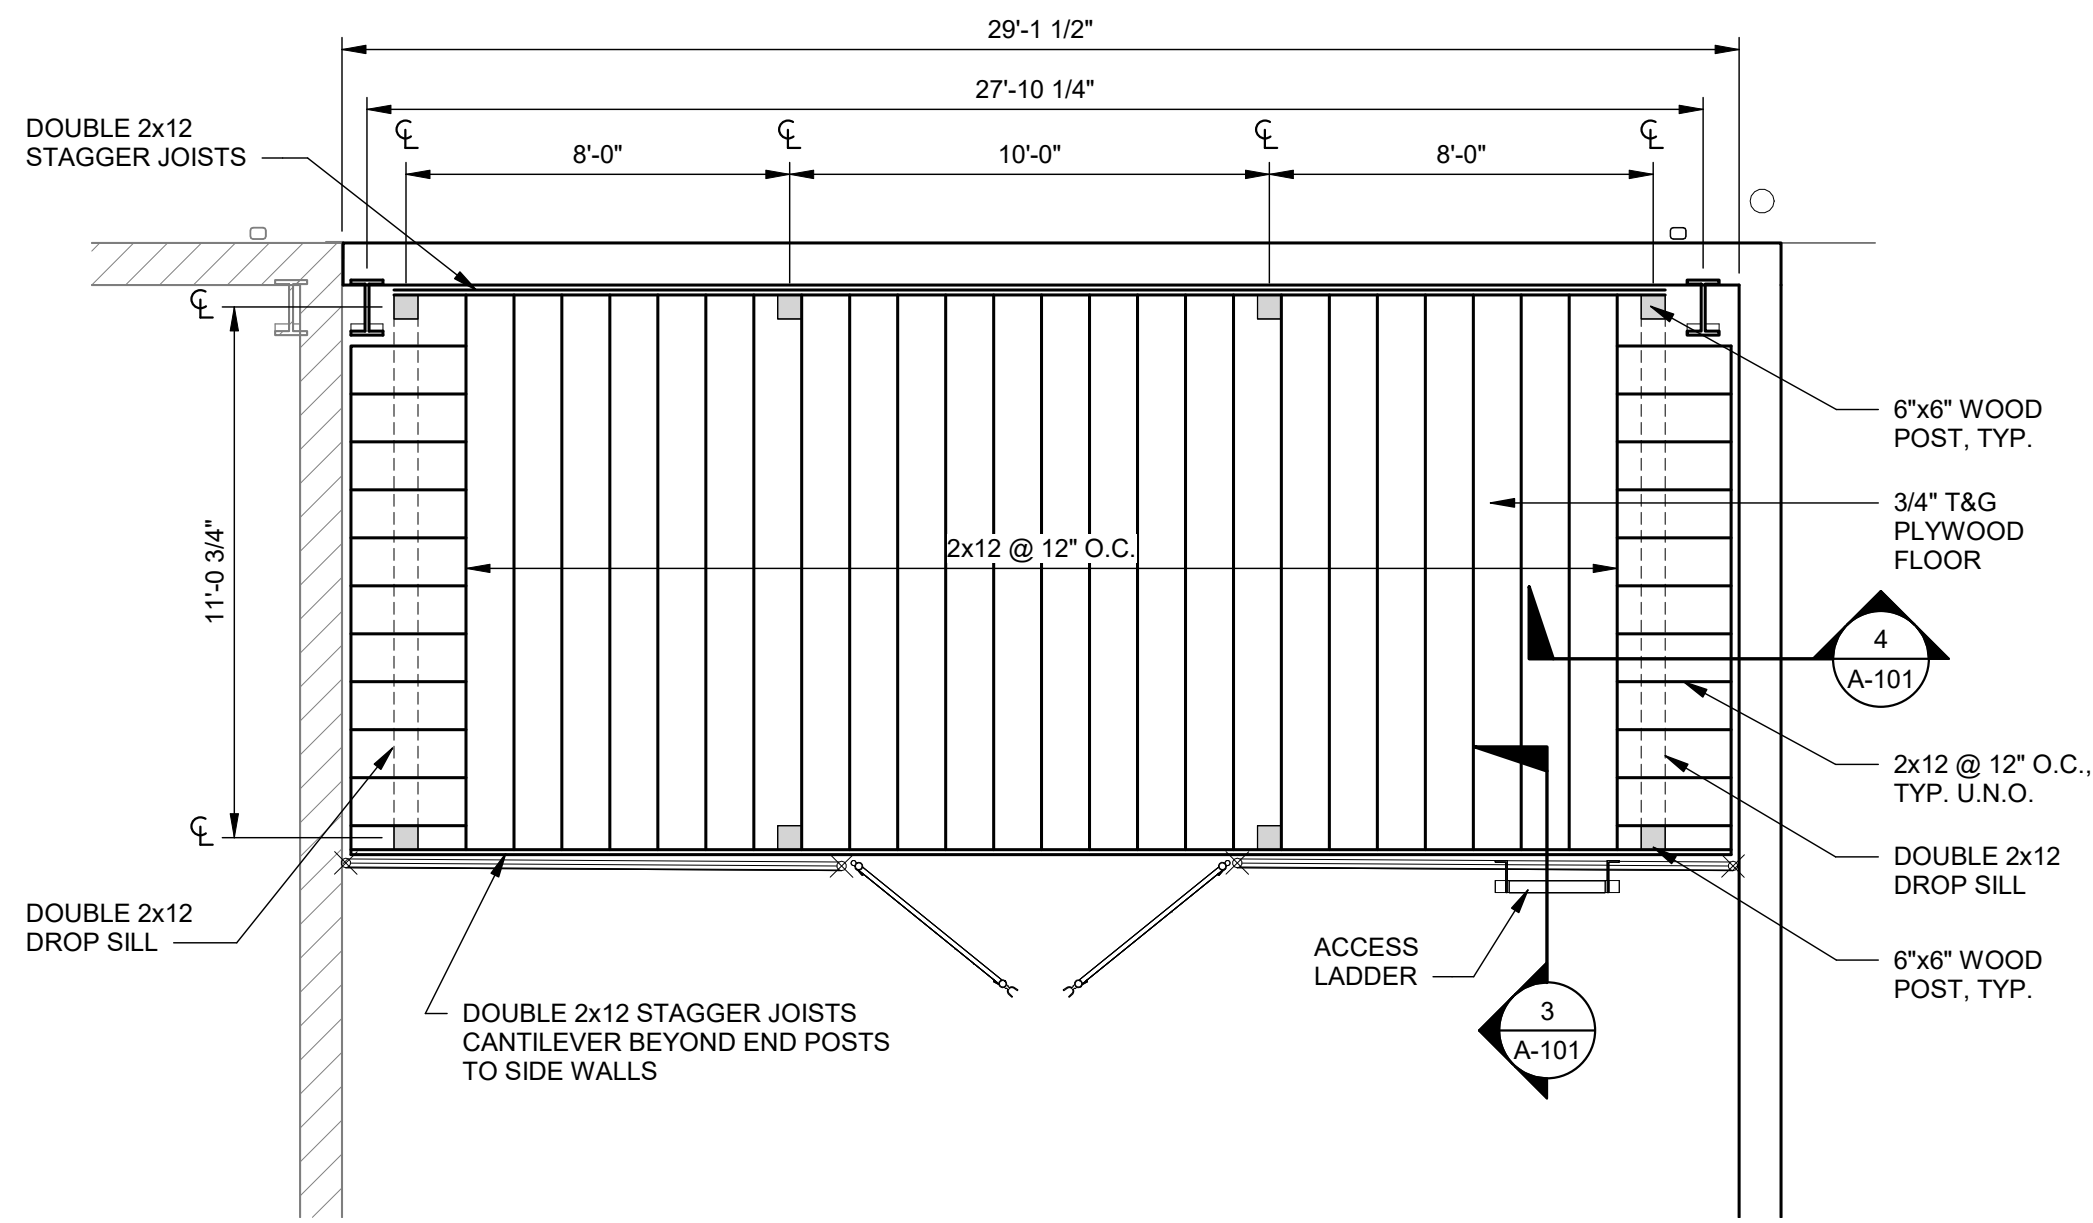 29'-1 1/2"
27'-10 1/4"
DOUBLE 2x12
STAGGER JOISTS
℄
℄
℄
℄
8'-0"
10'-0"
8'-0"
℄
11'-0 3/4"
℄
2x12 @ 12" O.C.
6"x6" WOOD
POST, TYP.
3/4" T&G
PLYWOOD
FLOOR
4
A-101
2x12 @ 12" O.C.,
TYP. U.N.O.
DOUBLE 2x12
DROP SILL
6"x6" WOOD
POST, TYP.
DOUBLE 2x12
DROP SILL
DOUBLE 2x12 STAGGER JOISTS
CANTILEVER BEYOND END POSTS
TO SIDE WALLS
ACCESS
LADDER
3
A-101